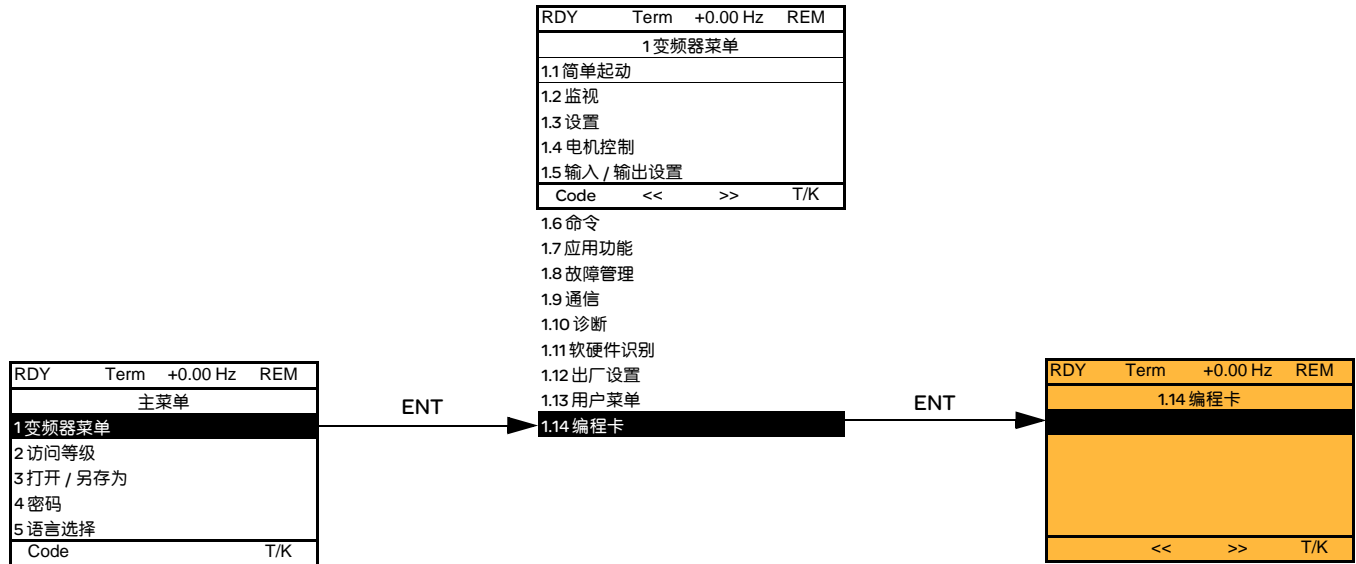 RDY Term +0.00 Hz REM
1 变频器菜单
1.1 简单起动
1.2 监视
1.3 设置
1.4 电机控制
1.5 输入 / 输出设置
Code << >> T/K
1.6 命令
1.7 应用功能
1.8 故障管理
1.9 通信
1.10 诊断
1.11 软硬件识别
1.12 出厂设置
1.13 用户菜单
1.14 编程卡
RDY Term +0.00 Hz REM
主菜单
1 变频器菜单
2 访问等级
3 打开 / 另存为
4 密码
5 语言选择
Code T/K
ENT
ENT
RDY Term +0.00 Hz REM
1.14 编程卡
<< >> T/K